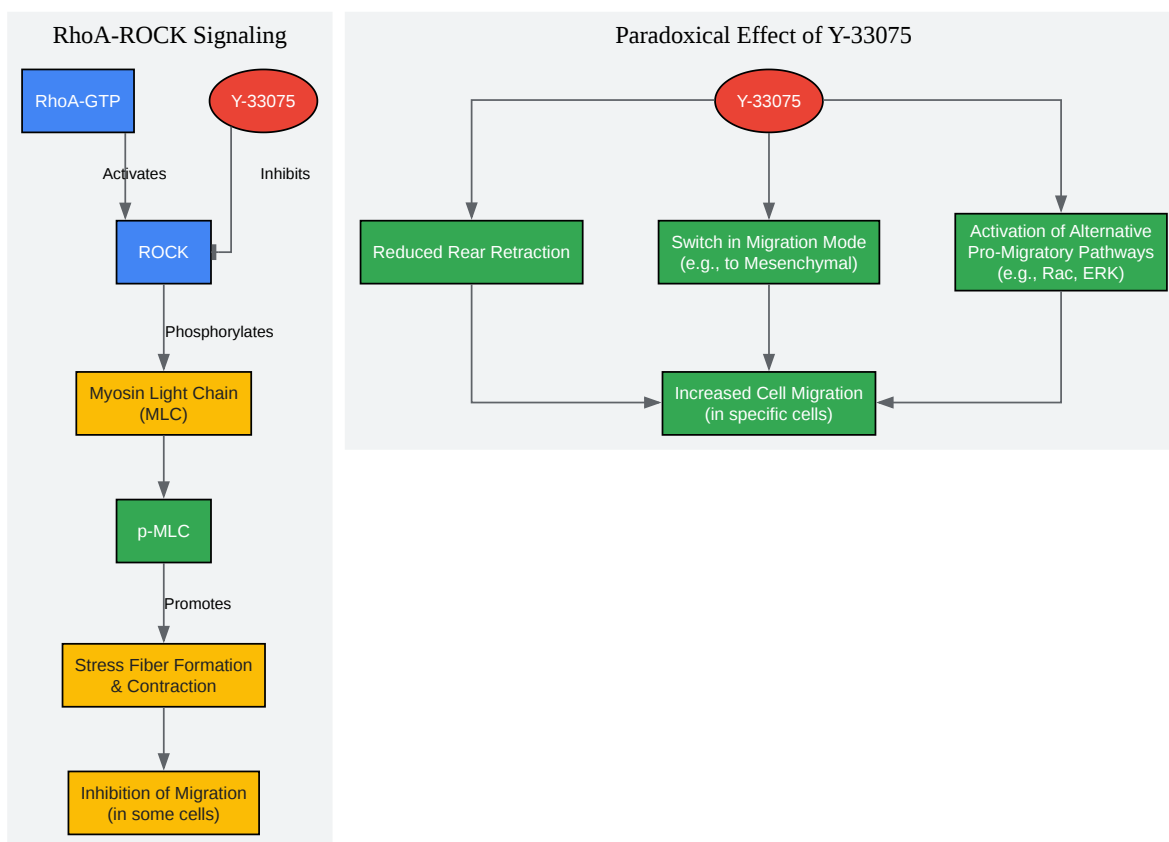 RhoA-ROCK Signaling
RhoA-GTP
Y-33075
Activates
Inhibits
ROCK
Phosphorylates
Myosin Light Chain
(MLC)
p-MLC
Promotes
Stress Fiber Formation
& Contraction
Inhibition of Migration
(in some cells)
Paradoxical Effect of Y-33075
Y-33075
Reduced Rear Retraction
Switch in Migration Mode
(e.g., to Mesenchymal)
Activation of Alternative
Pro-Migratory Pathways
(e.g., Rac, ERK)
Increased Cell Migration
(in specific cells)